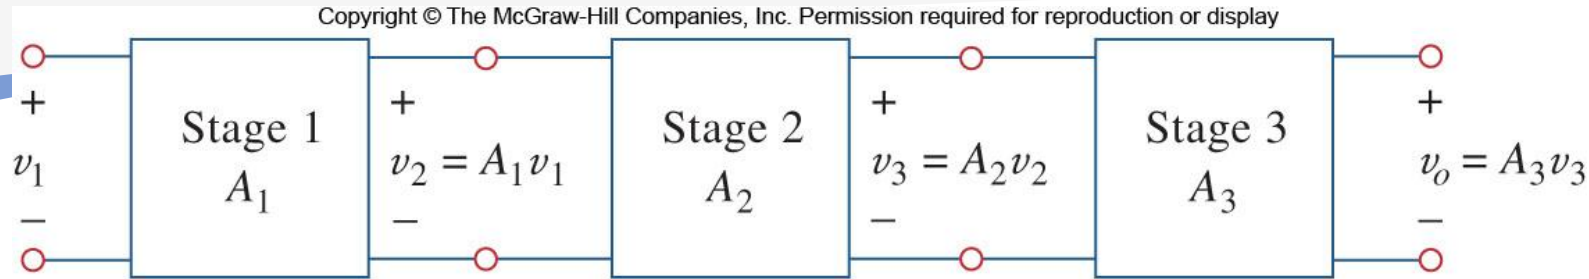 Copyright © The McGraw-Hill Companies, Inc. Permission required for reproduction or display
+
v₁
−
Stage 1
A₁
+
v₂ = A₁v₁
−
Stage 2
A₂
+
v₃ = A₂v₂
−
Stage 3
A₃
+
vₒ = A₃v₃
−